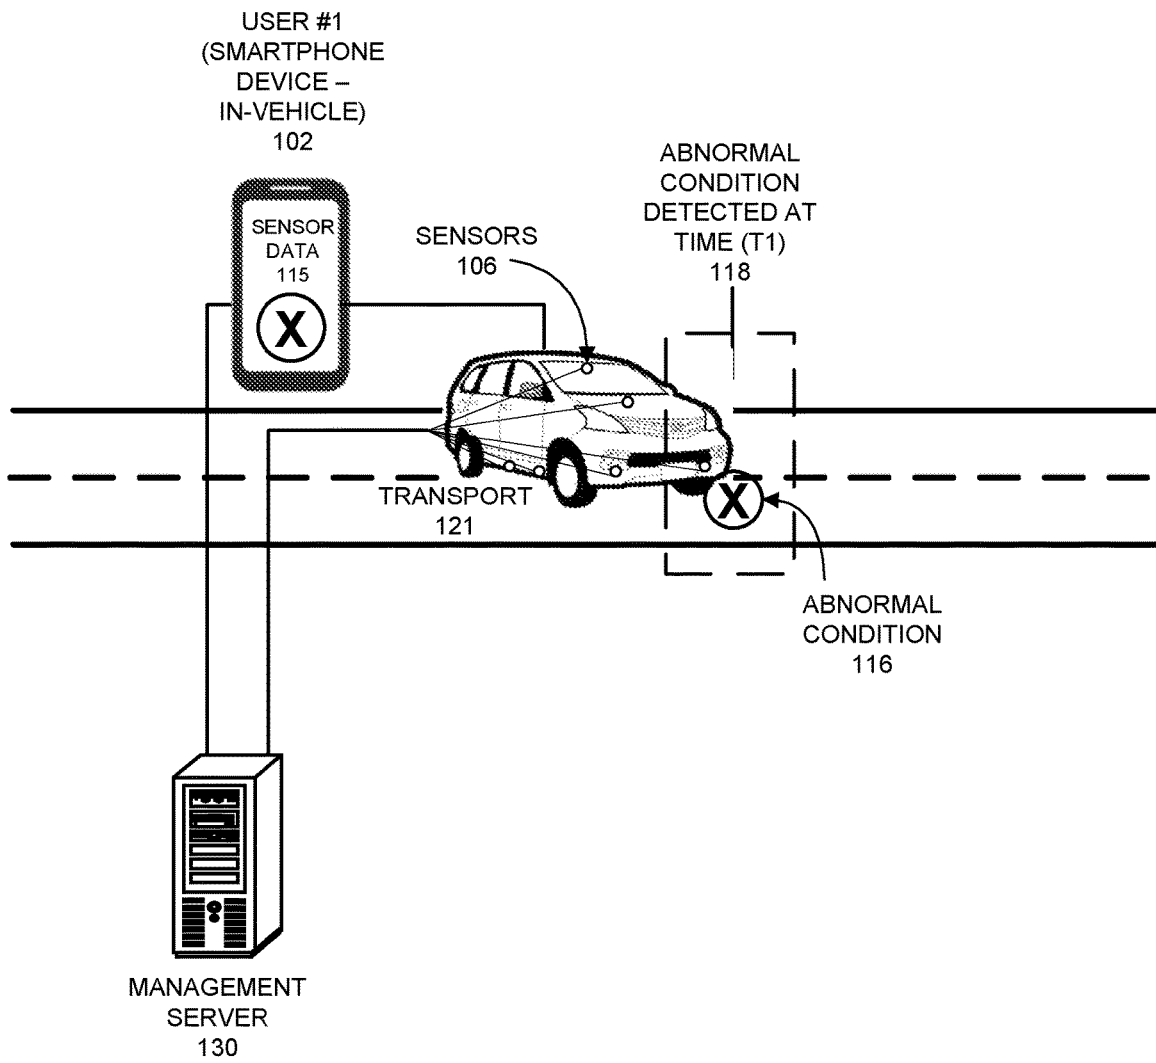 USER #1
(SMARTPHONE
DEVICE –
IN-VEHICLE)
102
SENSOR
DATA
115
X
SENSORS
106
ABNORMAL
CONDITION
DETECTED AT
TIME (T1)
118
TRANSPORT
121
X
ABNORMAL
CONDITION
116
MANAGEMENT
SERVER
130